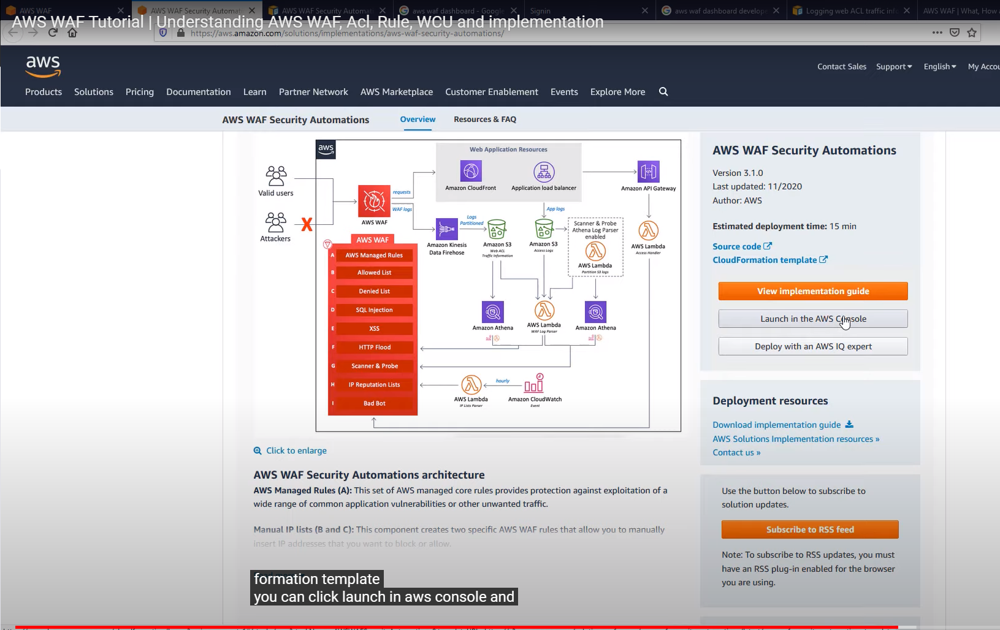 AWS WAF
AWS WAF Security Automati
AWS WAF Security Automati
aws waf dashboard - Google
Signin
aws waf dashboard develope
Logging web ACL traffic inf
AWS WAF | What, How
AWS WAF Tutorial | Understanding AWS WAF, Acl, Rule, WCU and implementation
https://aws.amazon.com/solutions/implementations/aws-waf-security-automations/
aws
Contact Sales
Support
English
My Accou
Products
Solutions
Pricing
Documentation
Learn
Partner Network
AWS Marketplace
Customer Enablement
Events
Explore More
AWS WAF Security Automations
Overview
Resources & FAQ
aws
Web Application Resources
Amazon CloudFront
Application load balancer
Amazon API Gateway
Valid users
Attackers
X
requests
WAF logs
AWS WAF
Logs
Partitioned
App logs
Amazon Kinesis
Data Firehose
Amazon S3
Web ACL
Traffic Information
Amazon S3
Access Logs
Scanner & Probe
Athena Log Parser
enabled
AWS Lambda
Partition S3 logs
AWS Lambda
Access Handler
AWS WAF
A AWS Managed Rules
B Allowed List
C Denied List
D SQL Injection
E XSS
F HTTP Flood
G Scanner & Probe
H IP Reputation Lists
I Bad Bot
Amazon Athena
AWS Lambda
WAF Log Parser
Amazon Athena
hourly
AWS Lambda
IP Lists Parser
Amazon CloudWatch
Event
Click to enlarge
AWS WAF Security Automations architecture
AWS Managed Rules (A): This set of AWS managed core rules provides protection against exploitation of a
wide range of common application vulnerabilities or other unwanted traffic.
Manual IP lists (B and C): This component creates two specific AWS WAF rules that allow you to manually
insert IP addresses that you want to block or allow.
AWS WAF Security Automations
Version 3.1.0
Last updated: 11/2020
Author: AWS
Estimated deployment time: 15 min
Source code
CloudFormation template
View implementation guide
Launch in the AWS Console
Deploy with an AWS IQ expert
Deployment resources
Download implementation guide
AWS Solutions Implementation resources »
Contact us »
Use the button below to subscribe to
solution updates.
Subscribe to RSS feed
Note: To subscribe to RSS updates, you must
have an RSS plug-in enabled for the browser
you are using.
formation template
you can click launch in aws console and